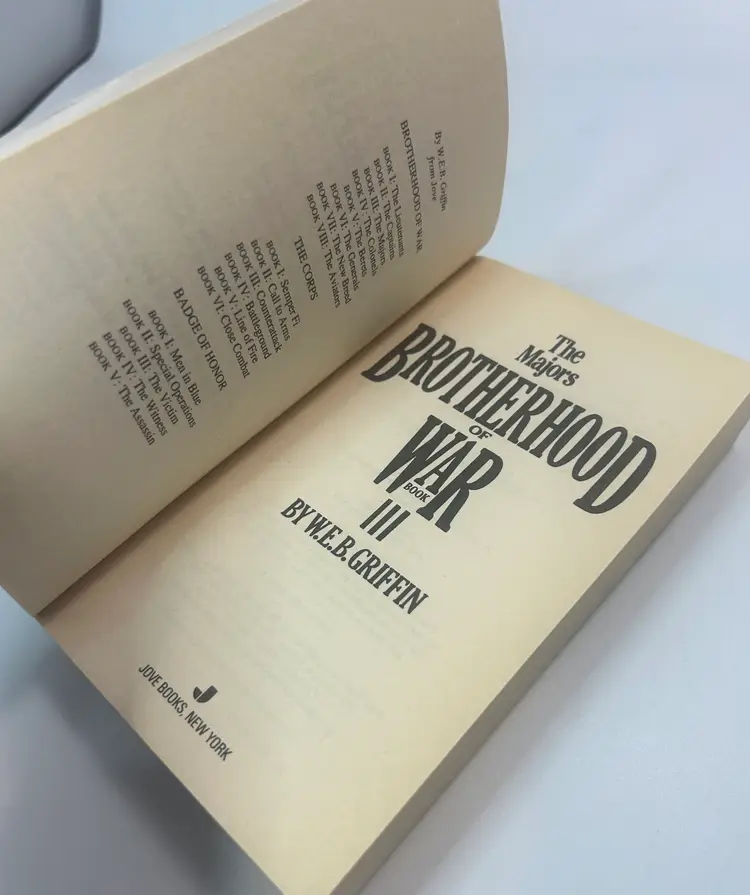 By W.E.B. Griffin
from Jove
BROTHERHOOD OF WAR
BOOK I: The Lieutenants
BOOK II: The Captains
BOOK III: The Majors
BOOK IV: The Colonels
BOOK V: The Berets
BOOK VI: The Generals
BOOK VII: The New Breed
BOOK VIII: The Aviators
THE CORPS
BOOK I: Semper Fi
BOOK II: Call to Arms
BOOK III: Counterattack
BOOK IV: Battleground
BOOK V: Line of Fire
BOOK VI: Close Combat
BADGE OF HONOR
BOOK I: Men in Blue
BOOK II: Special Operations
BOOK III: The Victim
BOOK IV: The Witness
BOOK V: The Assassin
The
Majors
BROTHERHOOD
OF
WAR
BOOK
III
BY W.E.B. GRIFFIN
JOVE BOOKS, NEW YORK